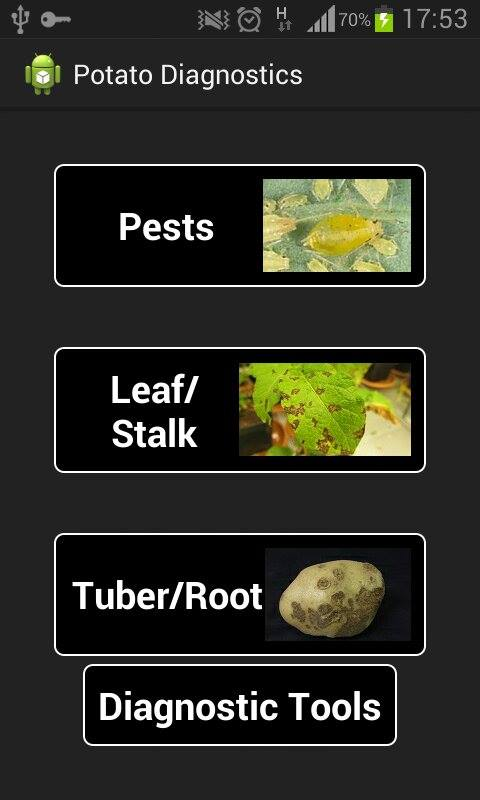 H 70% 17:53
Potato Diagnostics
Pests
Leaf/
Stalk
Tuber/Root
Diagnostic Tools